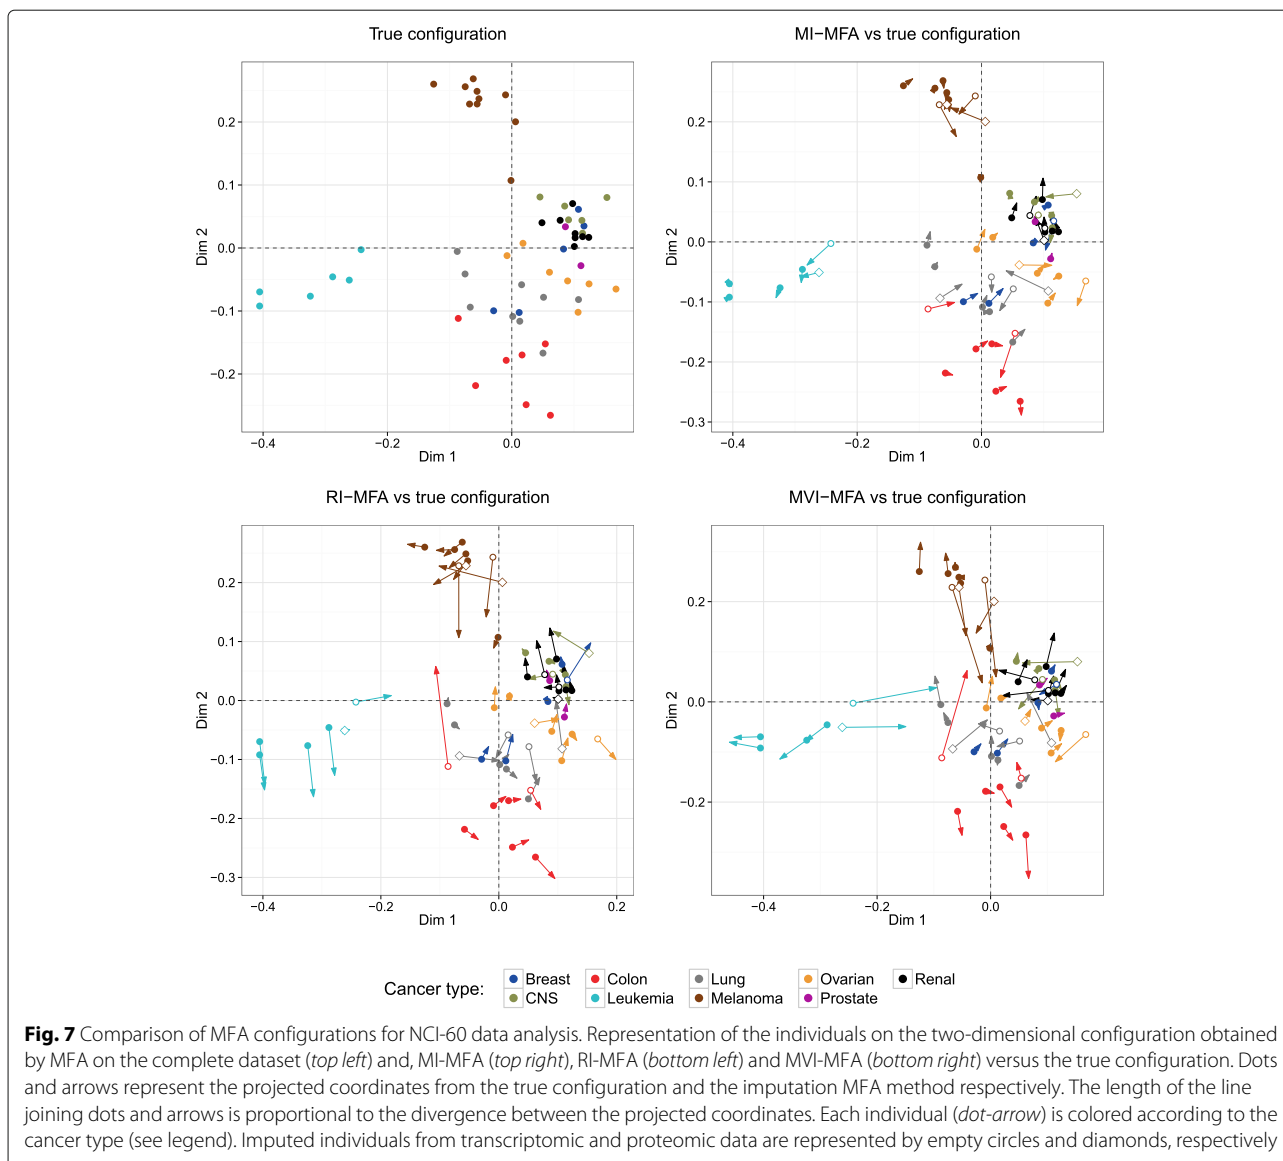 True configuration
MI−MFA vs true configuration
Dim 2
0.2
0.1
0.0
−0.1
−0.2
−0.4
−0.2
0.0
Dim 1
Dim 2
0.2
0.1
0.0
−0.1
−0.2
−0.3
−0.4
−0.2
0.0
Dim 1
RI−MFA vs true configuration
MVI−MFA vs true configuration
Dim 2
0.2
0.1
0.0
−0.1
−0.2
−0.3
−0.4
−0.2
0.0
0.2
Dim 1
Dim 2
0.2
0.0
−0.2
−0.4
−0.2
0.0
Dim 1
Cancer type:
Breast
Colon
Lung
Ovarian
Renal
CNS
Leukemia
Melanoma
Prostate
Fig. 7 Comparison of MFA configurations for NCI-60 data analysis. Representation of the individuals on the two-dimensional configuration obtained
by MFA on the complete dataset (top left) and, MI-MFA (top right), RI-MFA (bottom left) and MVI-MFA (bottom right) versus the true configuration. Dots
and arrows represent the projected coordinates from the true configuration and the imputation MFA method respectively. The length of the line
joining dots and arrows is proportional to the divergence between the projected coordinates. Each individual (dot-arrow) is colored according to the
cancer type (see legend). Imputed individuals from transcriptomic and proteomic data are represented by empty circles and diamonds, respectively